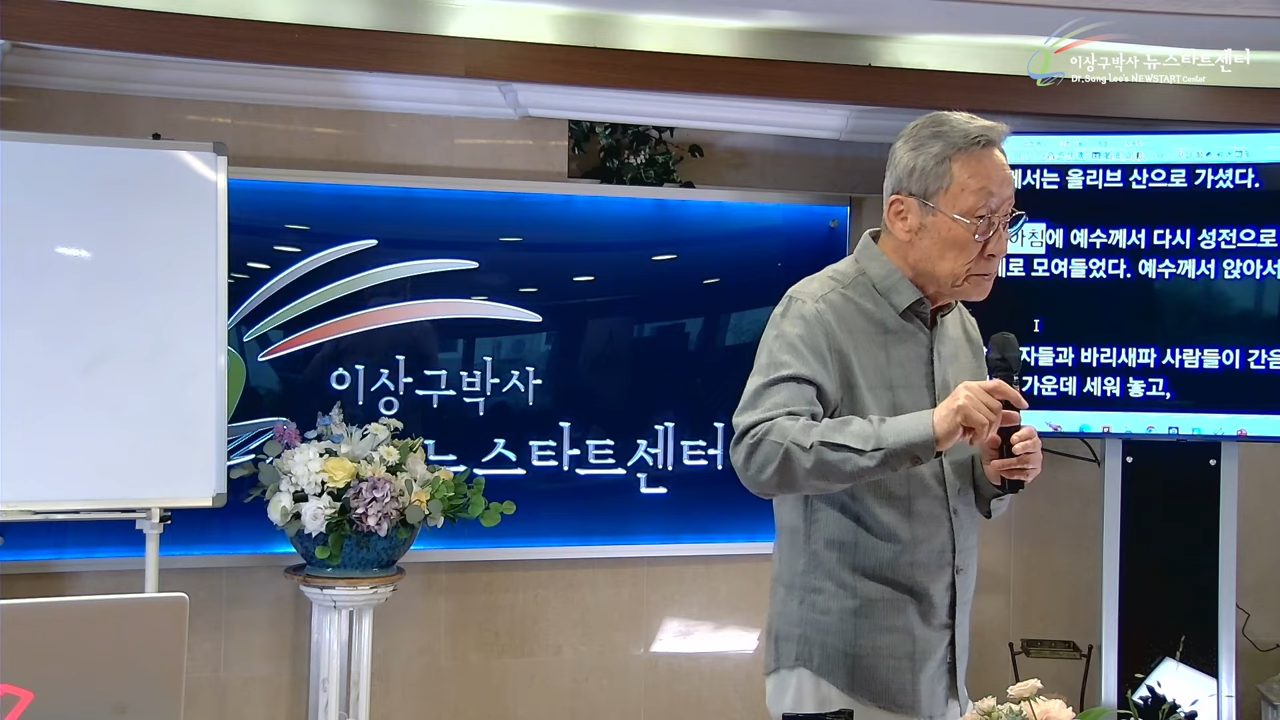 이상구박사 뉴스타트센터
Dr. Sang Lee's NEWSTART Center
께서는 올리브 산으로 가셨다.
아침에 예수께서 다시 성전으로
로 모여들었다. 예수께서 앉아서
자들과 바리새파 사람들이 간음
가운데 세워 놓고,
이상구박사
뉴스타트센터